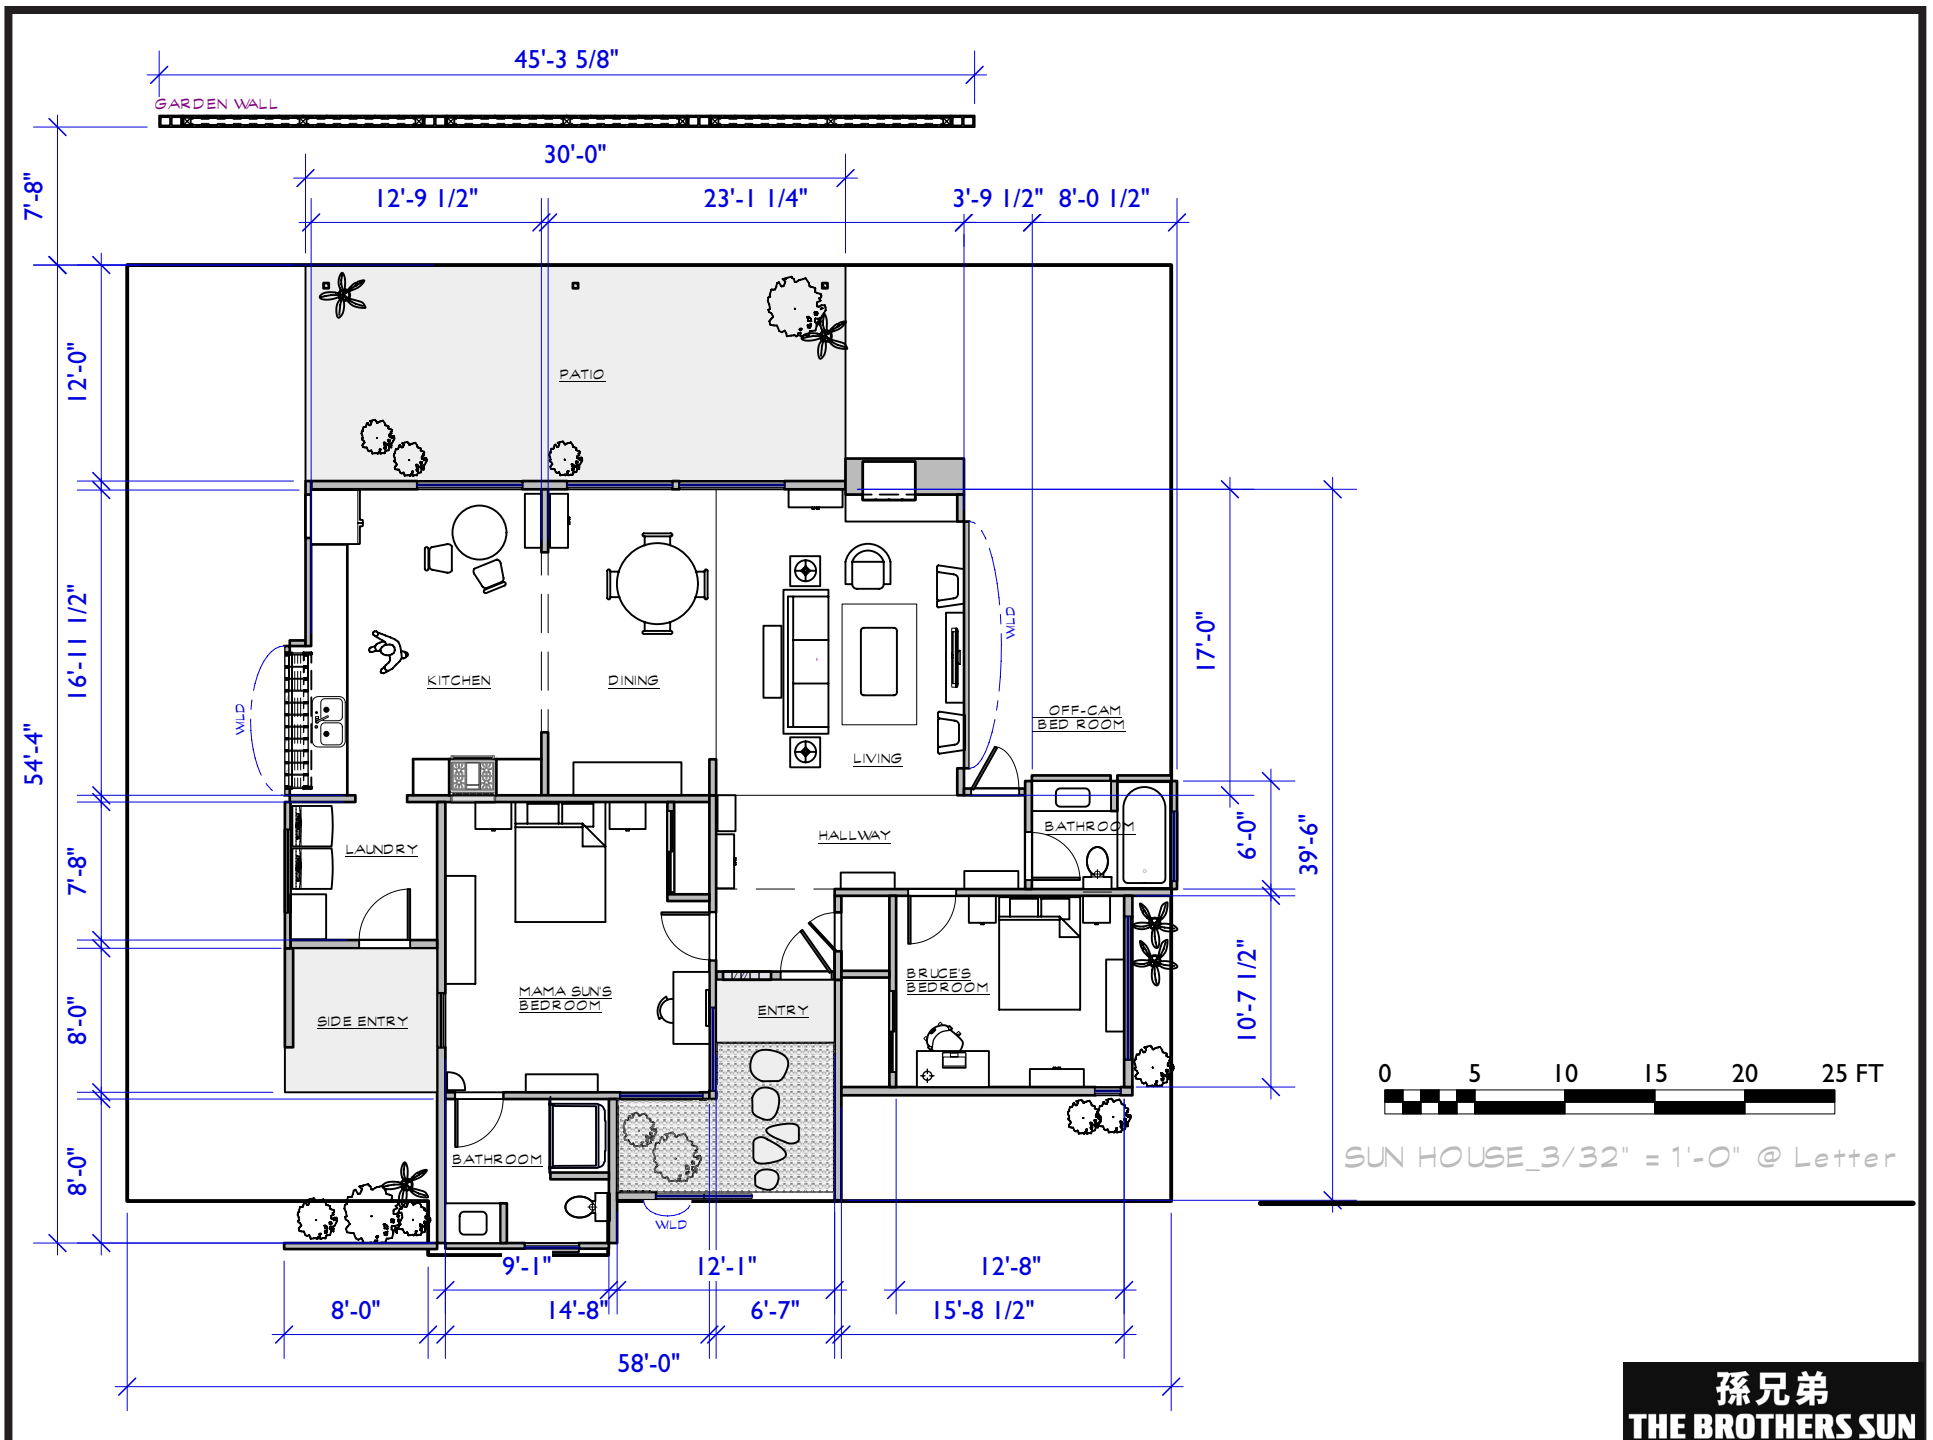 45'-3 5/8"
GARDEN WALL
30'-0"
7'-8"
12'-9 1/2"
23'-1 1/4"
3'-9 1/2"
8'-0 1/2"
12'-0"
PATIO
16'-11 1/2"
WLD
17'-0"
KITCHEN
DINING
WLD
OFF-CAM
BED ROOM
54'-4"
LIVING
HALLWAY
BATHROOM
6'-0"
39'-6"
LAUNDRY
7'-8"
BRUCE'S
BEDROOM
MAMA SUN'S
BEDROOM
10'-7 1/2"
8'-0"
SIDE ENTRY
ENTRY
0 5 10 15 20 25 FT
SUN HOUSE_3/32" = 1'-0" @ Letter
8'-0"
BATHROOM
WLD
9'-1"
12'-1"
12'-8"
8'-0"
14'-8"
6'-7"
15'-8 1/2"
58'-0"
孫兄弟
THE BROTHERS SUN